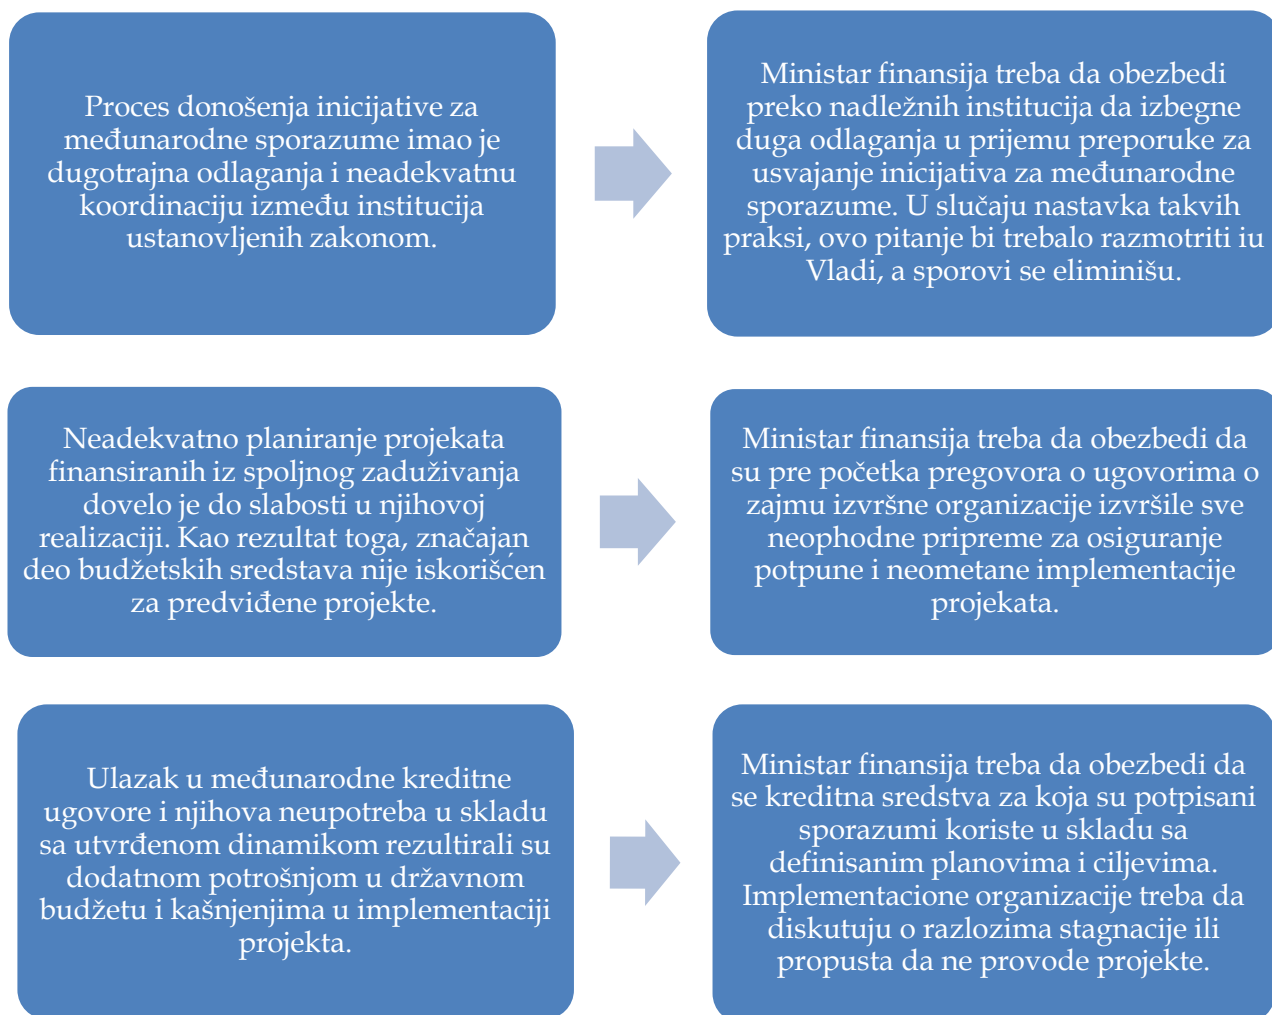 Proces donošenja inicijative za
međunarodne sporazume imao je
dugotrajna odlaganja i neadekvatnu
koordinaciju između institucija
ustanovljenih zakonom.
Ministar finansija treba da obezbedi
preko nadležnih institucija da izbegne
duga odlaganja u prijemu preporuke za
usvajanje inicijativa za međunarodne
sporazume. U slučaju nastavka takvih
praksi, ovo pitanje bi trebalo razmotriti iu
Vladi, a sporovi se eliminišu.
Neadekvatno planiranje projekata
finansiranih iz spoljnog zaduživanja
dovelo je do slabosti u njihovoj
realizaciji. Kao rezultat toga, značajan
deo budžetskih sredstava nije iskorišćen
za predviđene projekte.
Ministar finansija treba da obezbedi da
su pre početka pregovora o ugovorima o
zajmu izvršne organizacije izvršile sve
neophodne pripreme za osiguranje
potpune i neometane implementacije
projekata.
Ulazak u međunarodne kreditne
ugovore i njihova neupotreba u skladu
sa utvrđenom dinamikom rezultirali su
dodatnom potrošnjom u državnom
budžetu i kašnjenjima u implementaciji
projekta.
Ministar finansija treba da obezbedi da
se kreditna sredstva za koja su potpisani
sporazumi koriste u skladu sa
definisanim planovima i ciljevima.
Implementacione organizacije treba da
diskutuju o razlozima stagnacije ili
propusta da ne provode projekte.